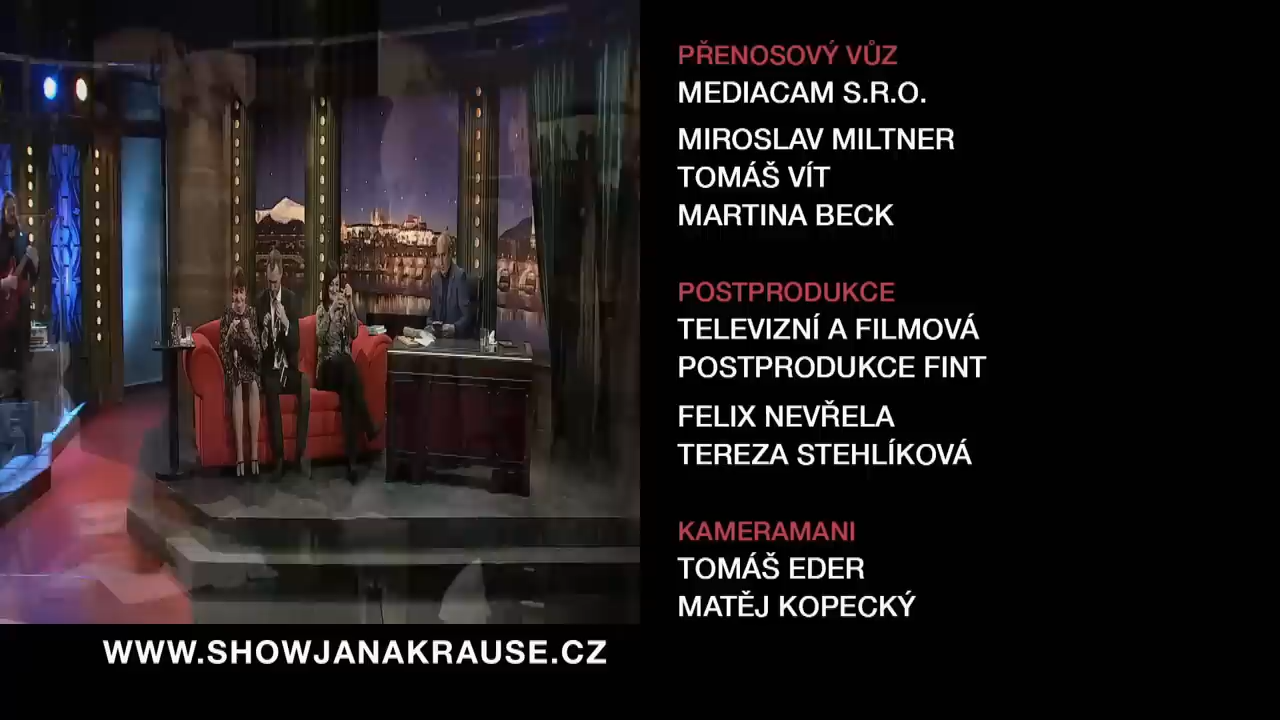 PŘENOSOVÝ VŮZ
MEDIACAM S.R.O.
MIROSLAV MILTNER
TOMÁŠ VÍT
MARTINA BECK
POSTPRODUKCE
TELEVIZNÍ A FILMOVÁ
POSTPRODUKCE FINT
FELIX NEVŘELA
TEREZA STEHLÍKOVÁ
KAMERAMANI
TOMÁŠ EDER
MATĚJ KOPECKÝ
WWW.SHOWJANAKRAUSE.CZ